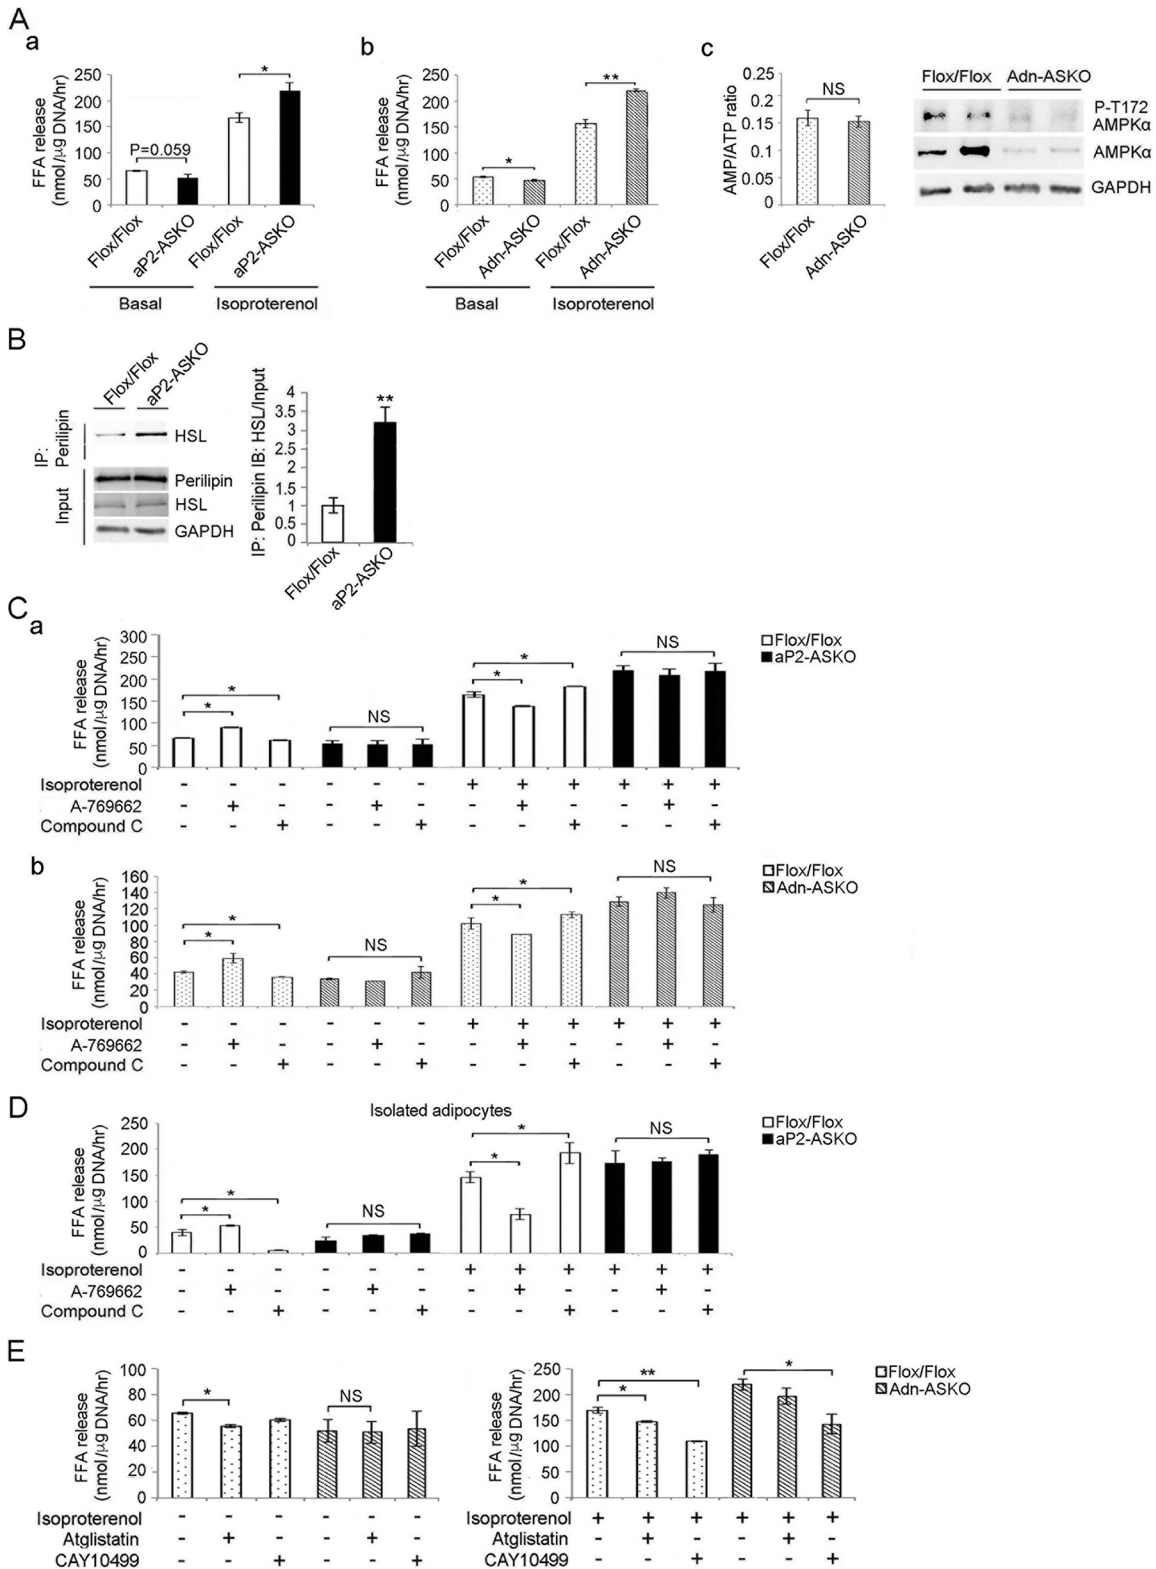 A
a
FFA release
(nmol/μg DNA/hr)
250
200
150
100
50
0
P=0.059
*
Flox/Flox
aP2-ASKO
Flox/Flox
aP2-ASKO
Basal
Isoproterenol
b
FFA release
(nmol/μg DNA/hr)
250
200
150
100
50
0
*
**
Flox/Flox
Adn-ASKO
Flox/Flox
Adn-ASKO
Basal
Isoproterenol
c
AMP/ATP ratio
0.25
0.2
0.15
0.1
0.05
0
NS
Flox/Flox
Adn-ASKO
Flox/Flox Adn-ASKO
P-T172
AMPKα
AMPKα
GAPDH
B
Flox/Flox
aP2-ASKO
IP:
Perilipin
HSL
Input
Perilipin
HSL
GAPDH
IP: Perilipin IB: HSL/Input
4
3.5
3
2.5
2
1.5
1
0.5
0
**
Flox/Flox
aP2-ASKO
C
a
FFA release
(nmol/μg DNA/hr)
300
250
200
150
100
50
0
* * NS * * NS
Flox/Flox
aP2-ASKO
Isoproterenol - - - - - - + + + + + +
A-769662 - + - - + - - + - - + -
Compound C - - + - - + - - + - - +
b
FFA release
(nmol/μg DNA/hr)
160
140
120
100
80
60
40
20
0
* * NS * * NS
Flox/Flox
Adn-ASKO
Isoproterenol - - - - - - + + + + + +
A-769662 - + - - + - - + - - + -
Compound C - - + - - + - - + - - +
D
Isolated adipocytes
FFA release
(nmol/μg DNA/hr)
250
200
150
100
50
0
* * NS * * NS
Flox/Flox
aP2-ASKO
Isoproterenol - - - - - - + + + + + +
A-769662 - + - - + - - + - - + -
Compound C - - + - - + - - + - - +
E
FFA release
(nmol/μg DNA/hr)
100
80
60
40
20
0
* NS
Isoproterenol - - - - - -
Atglistatin - + - - + -
CAY10499 - - + - - +
FFA release
(nmol/μg DNA/hr)
250
200
150
100
50
0
** * *
Flox/Flox
Adn-ASKO
Isoproterenol + + + + + +
Atglistatin - + - - + -
CAY10499 - - + - - +